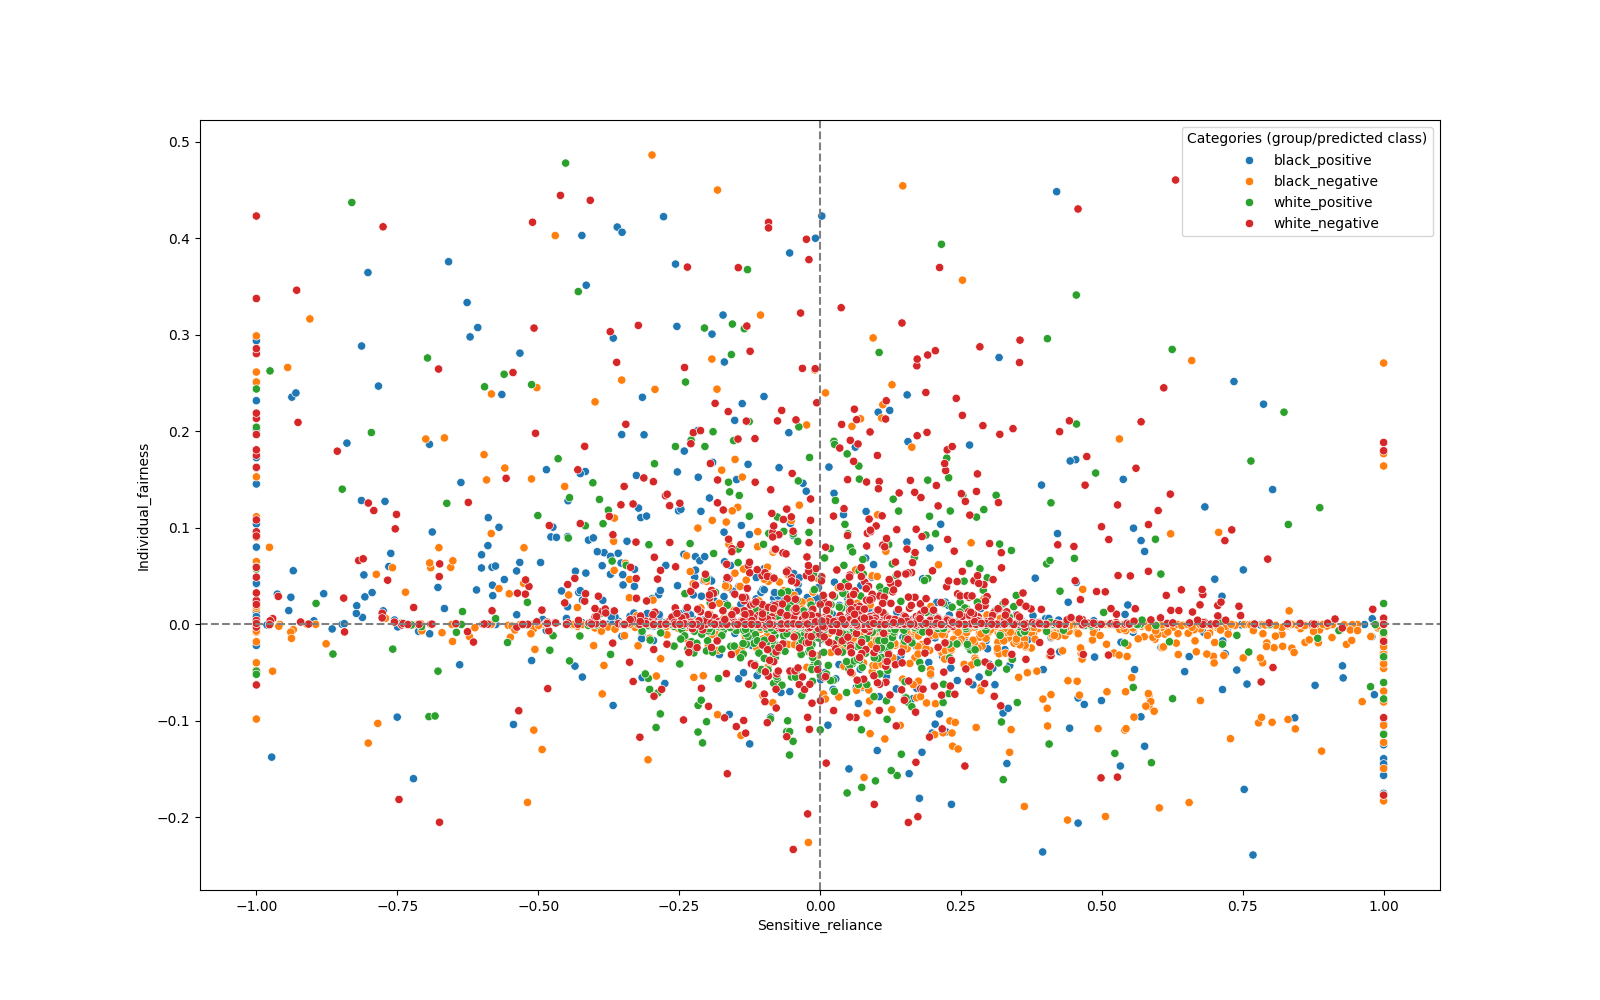 Categories (group/predicted class)
black_positive
black_negative
white_positive
white_negative
0.5
0.4
0.3
0.2
0.1
0.0
−0.1
−0.2
Individual_fairness
−1.00
−0.75
−0.50
−0.25
0.00
0.25
0.50
0.75
1.00
Sensitive_reliance